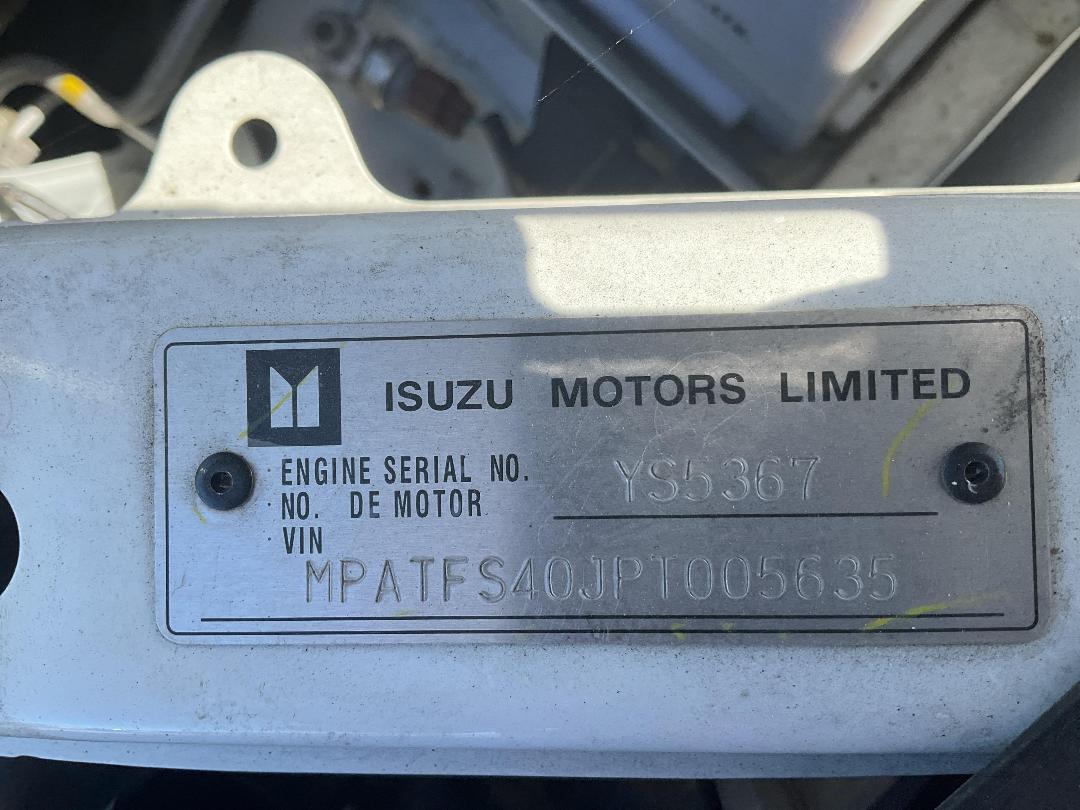 ISUZU MOTORS LIMITED
ENGINE SERIAL NO. YS5367
NO. DE MOTOR
VIN
MPATFS40JPT005635